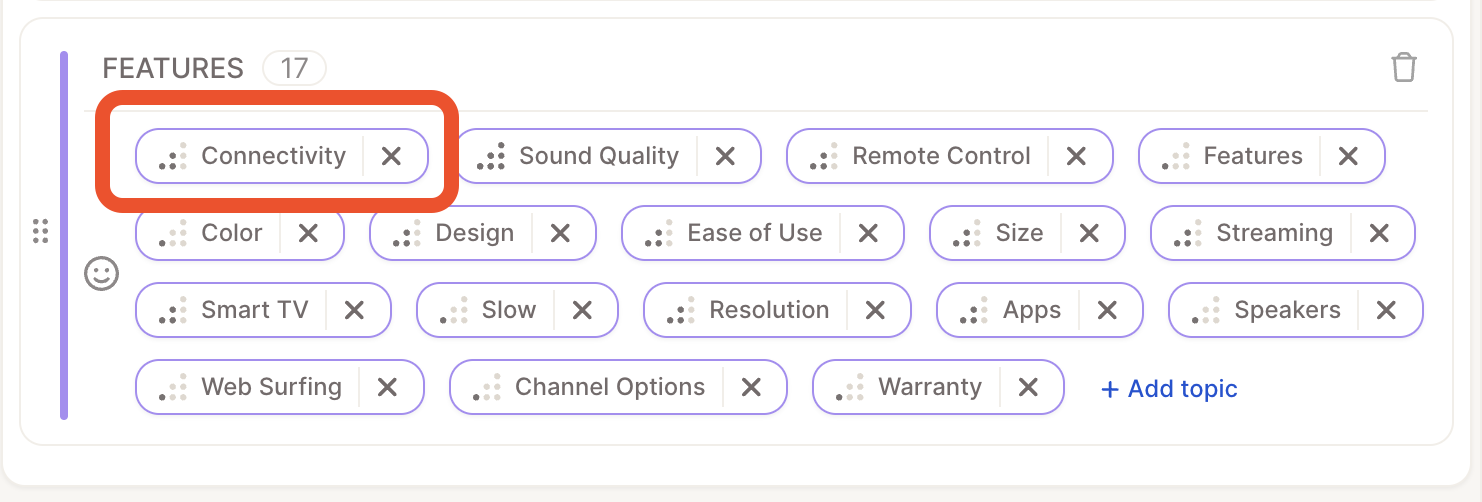 FEATURES 17
Connectivity Sound Quality Remote Control Features
Color Design Ease of Use Size Streaming
Smart TV Slow Resolution Apps Speakers
Web Surfing Channel Options Warranty + Add topic